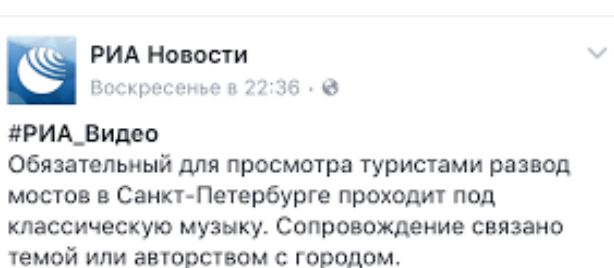 РИА Новости
Воскресенье в 22:36 ·
#РИА_Видео
Обязательный для просмотра туристами развод
мостов в Санкт-Петербурге проходит под
классическую музыку. Сопровождение связано
темой или авторством с городом.